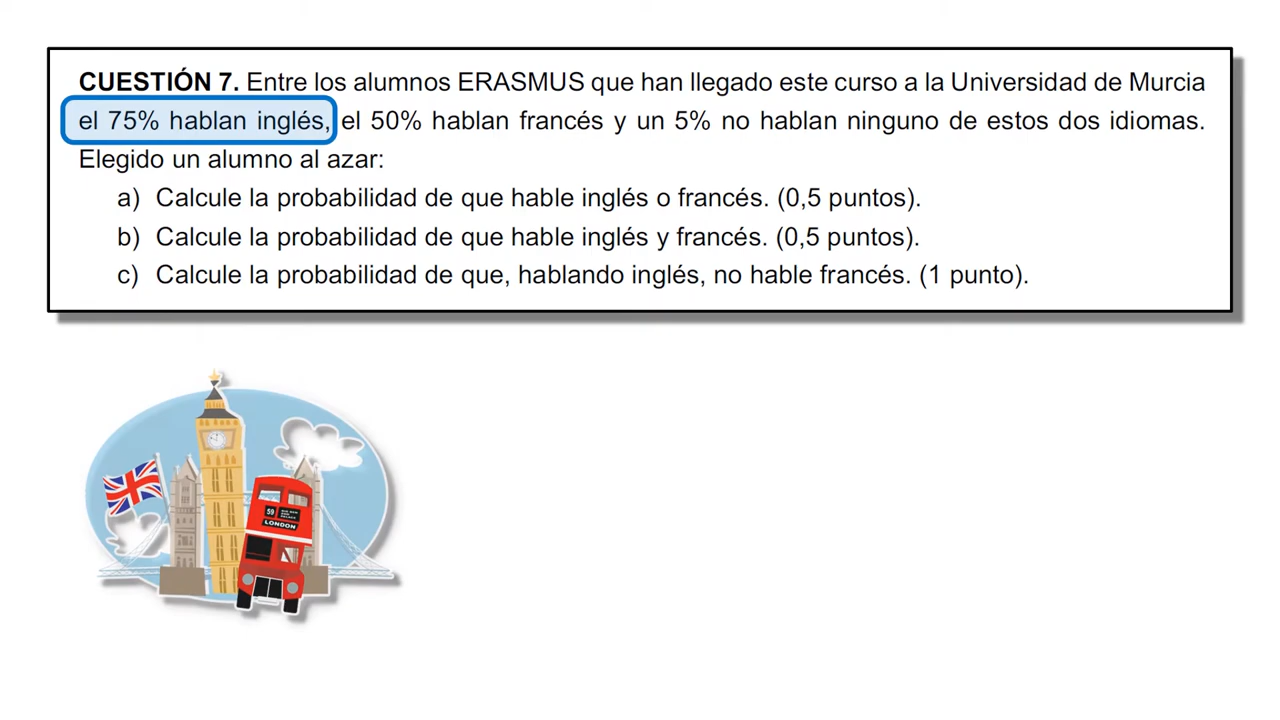 CUESTIÓN 7. Entre los alumnos ERASMUS que han llegado este curso a la Universidad de Murcia
el 75% hablan inglés, el 50% hablan francés y un 5% no hablan ninguno de estos dos idiomas.
Elegido un alumno al azar:
a) Calcule la probabilidad de que hable inglés o francés. (0,5 puntos).
b) Calcule la probabilidad de que hable inglés y francés. (0,5 puntos).
c) Calcule la probabilidad de que, hablando inglés, no hable francés. (1 punto).
59
LONDON